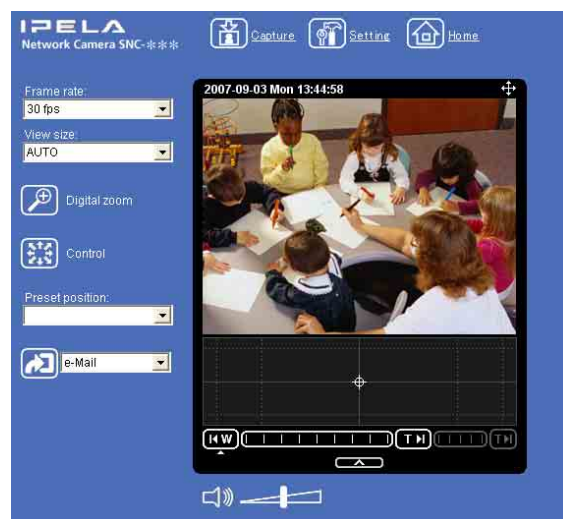 IPELA
Network Camera SNC-***
Capture
Setting
Home
Frame rate:
30 fps
View size:
AUTO
Digital zoom
Control
Preset position:
e-Mail
2007-09-03 Mon 13:44:58
W
T
T